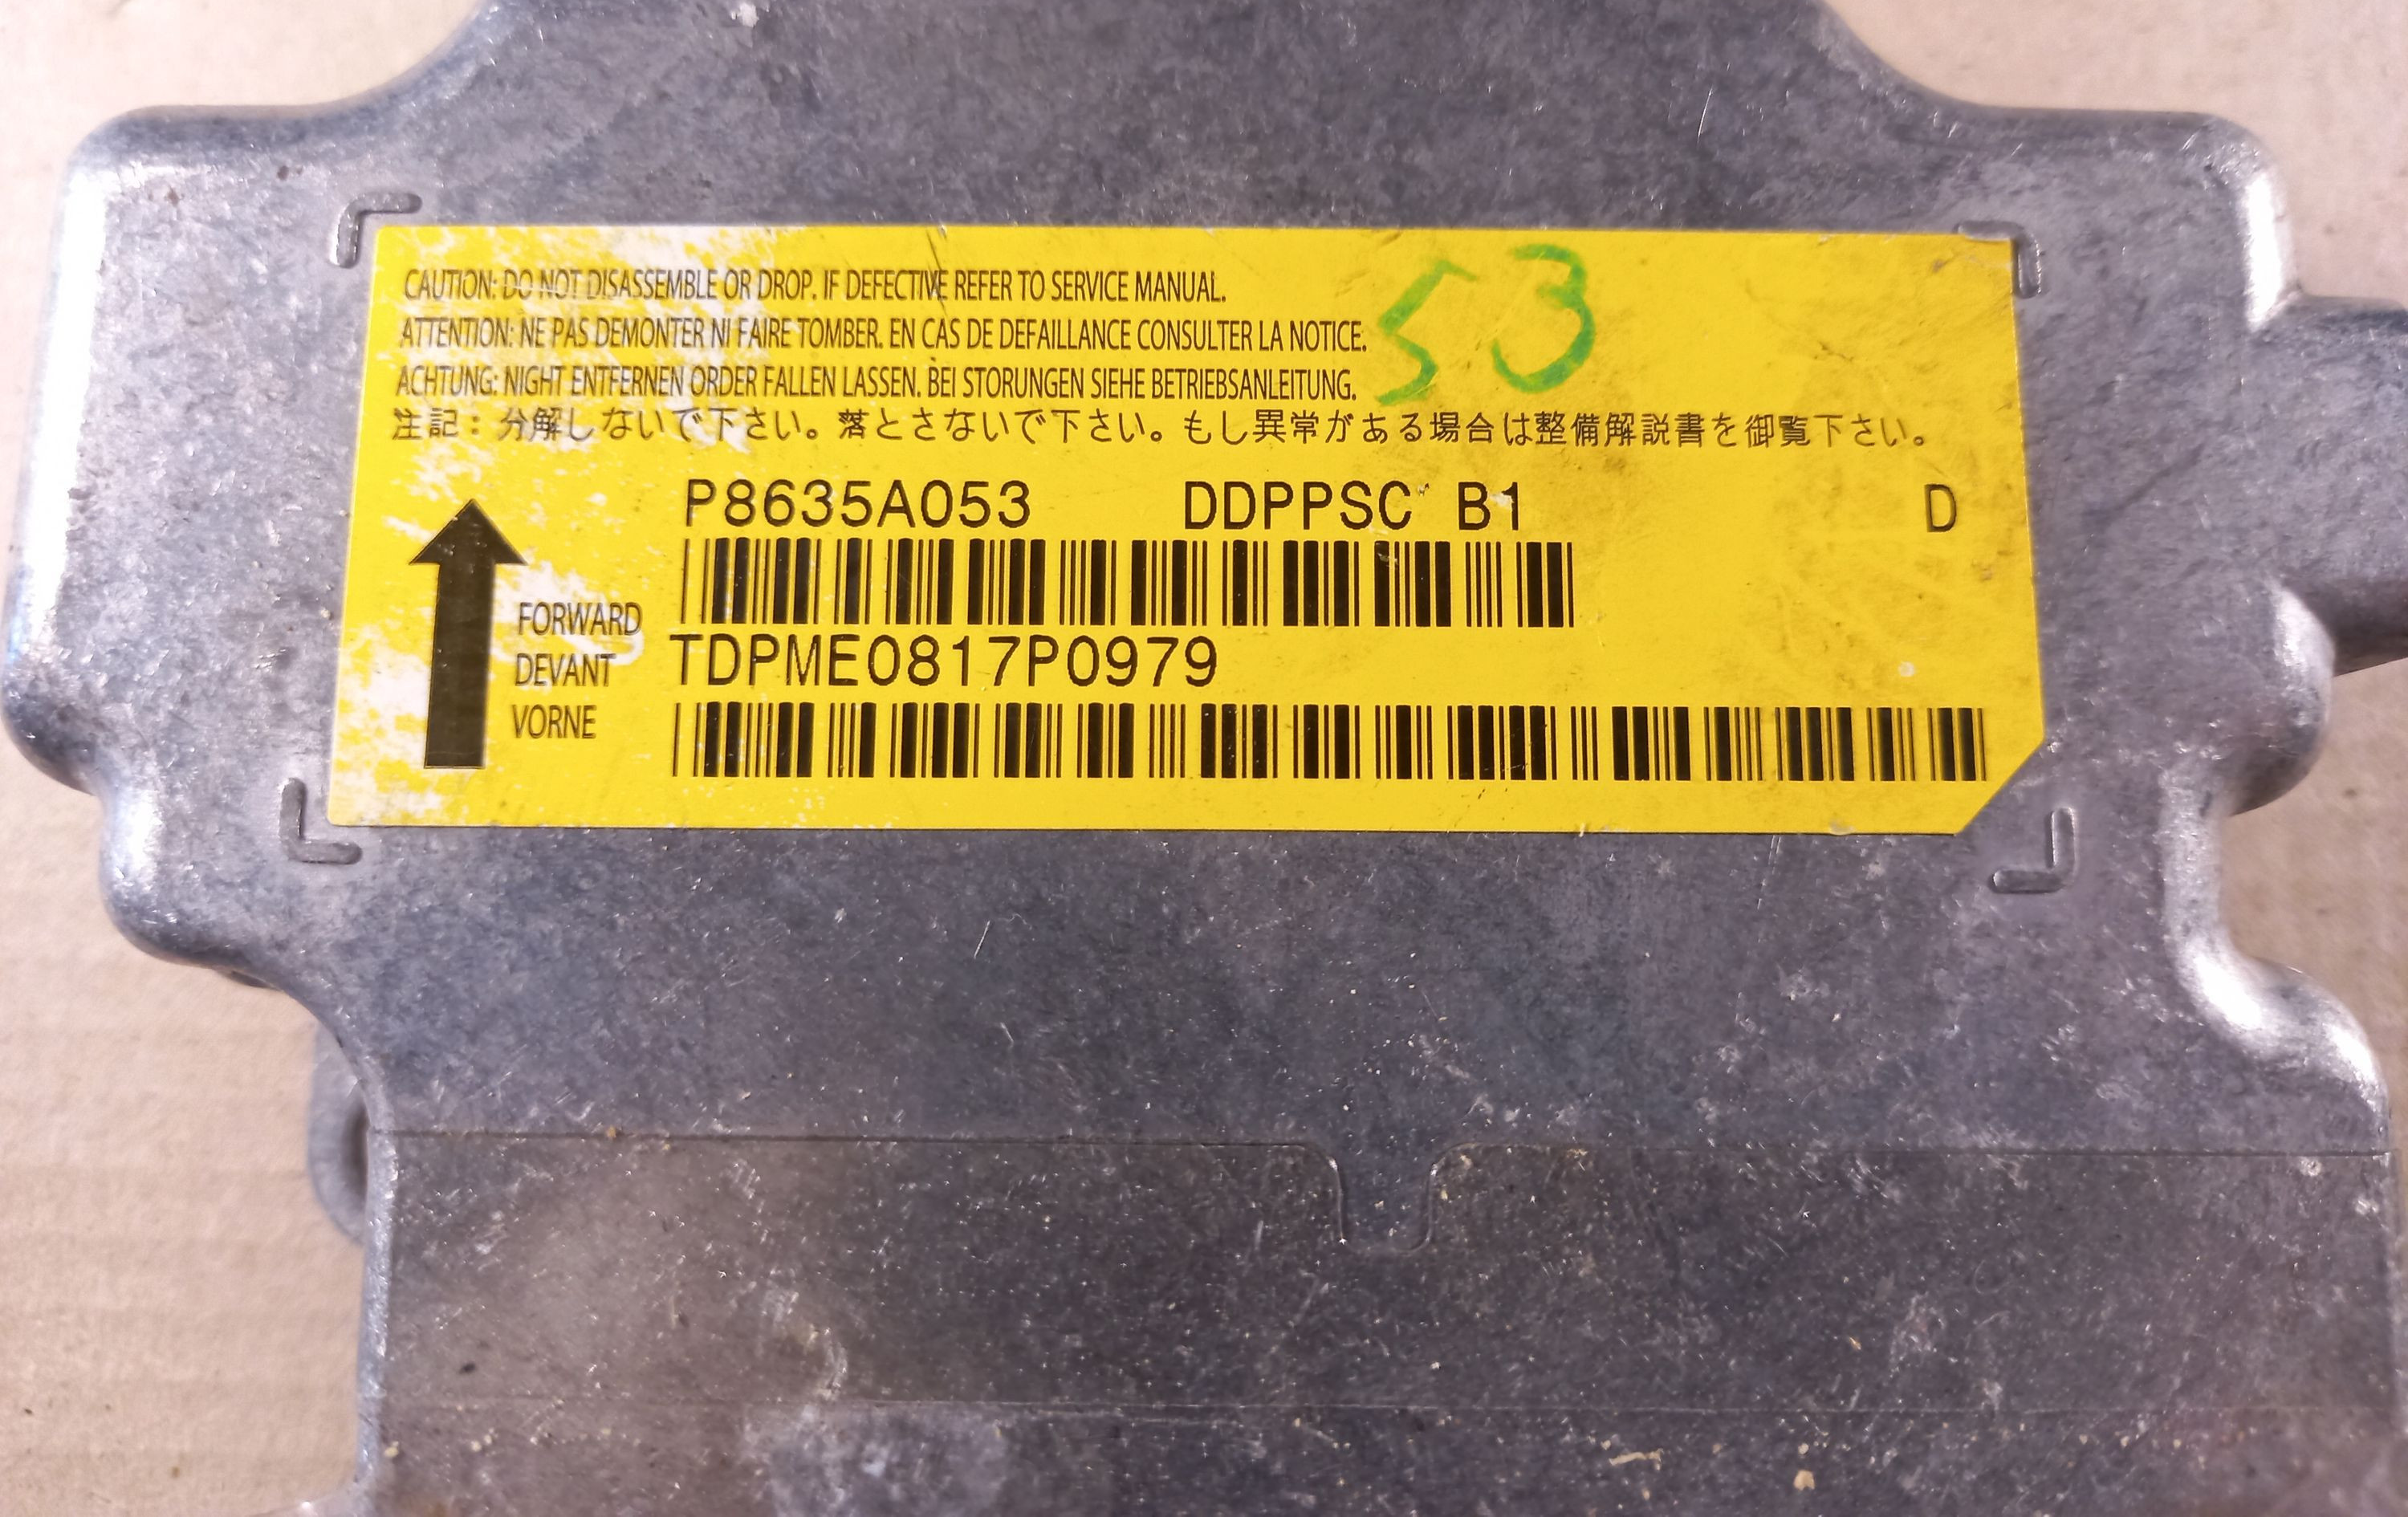 CAUTION: DO NOT DISASSEMBLE OR DROP. IF DEFECTIVE REFER TO SERVICE MANUAL.
ATTENTION: NE PAS DEMONTER NI FAIRE TOMBER. EN CAS DE DEFAILLANCE CONSULTER LA NOTICE.
ACHTUNG: NIGHT ENTFERNEN ORDER FALLEN LASSEN. BEI STORUNGEN SIEHE BETRIEBSANLEITUNG.
53
注記：分解しないで下さい。落とさないで下さい。もし異常がある場合は整備解説書を御覧下さい。
P8635A053 DDPPSC B1 D
FORWARD
TDPME0817P0979
DEVANT
VORNE